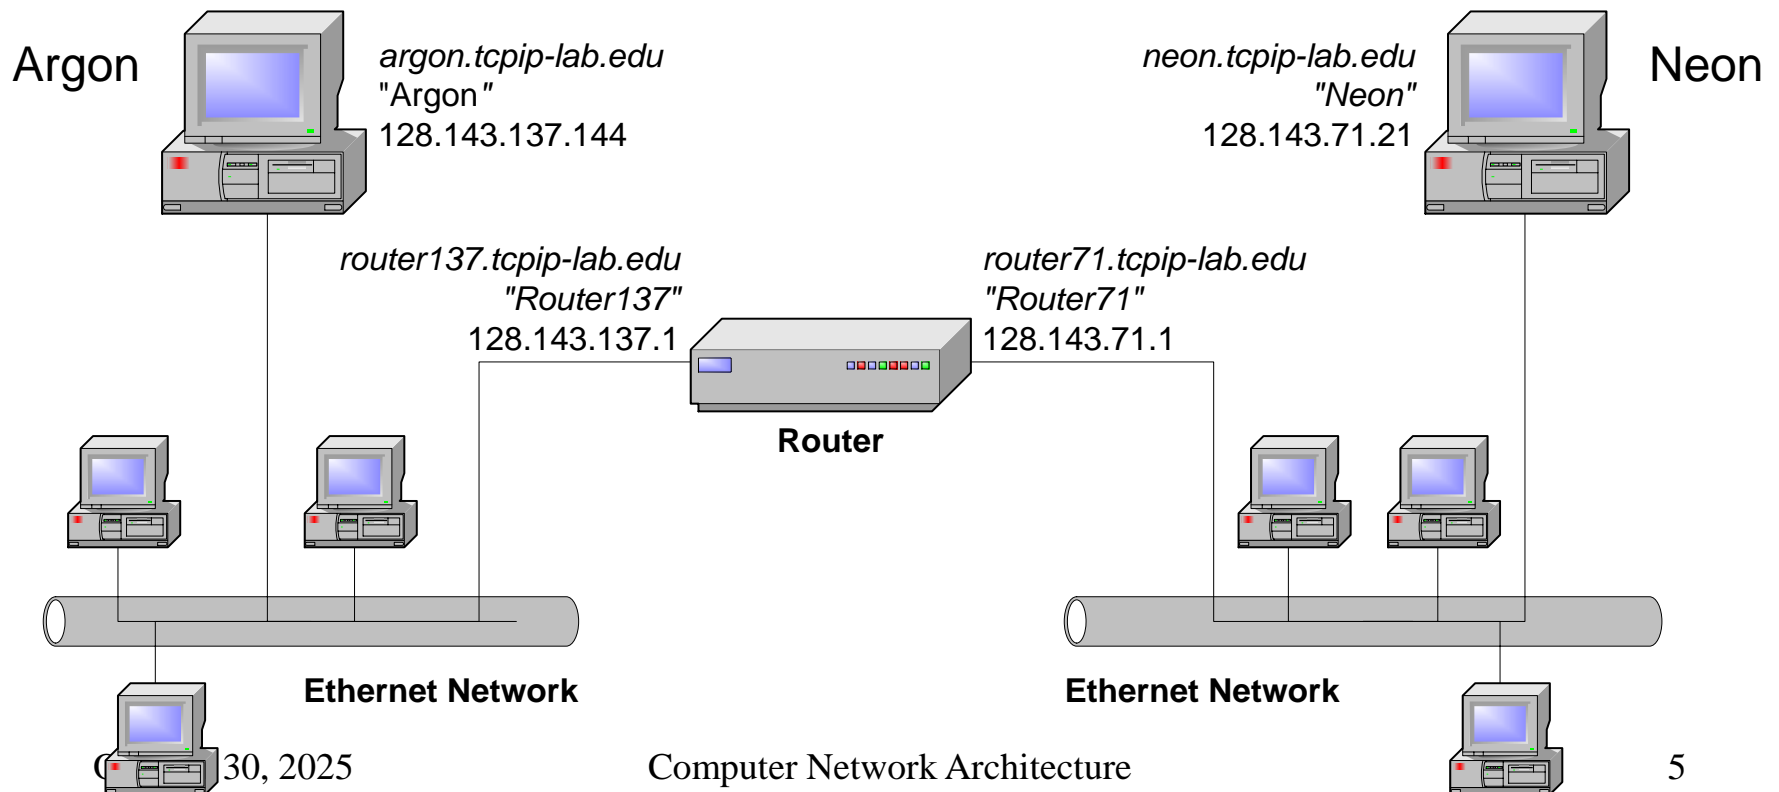 Argon
argon.tcpip-lab.edu
"Argon"
128.143.137.144
neon.tcpip-lab.edu
"Neon"
128.143.71.21
Neon
router137.tcpip-lab.edu
"Router137"
128.143.137.1
router71.tcpip-lab.edu
"Router71"
128.143.71.1
Router
Ethernet Network
Ethernet Network
30, 2025
Computer Network Architecture
5